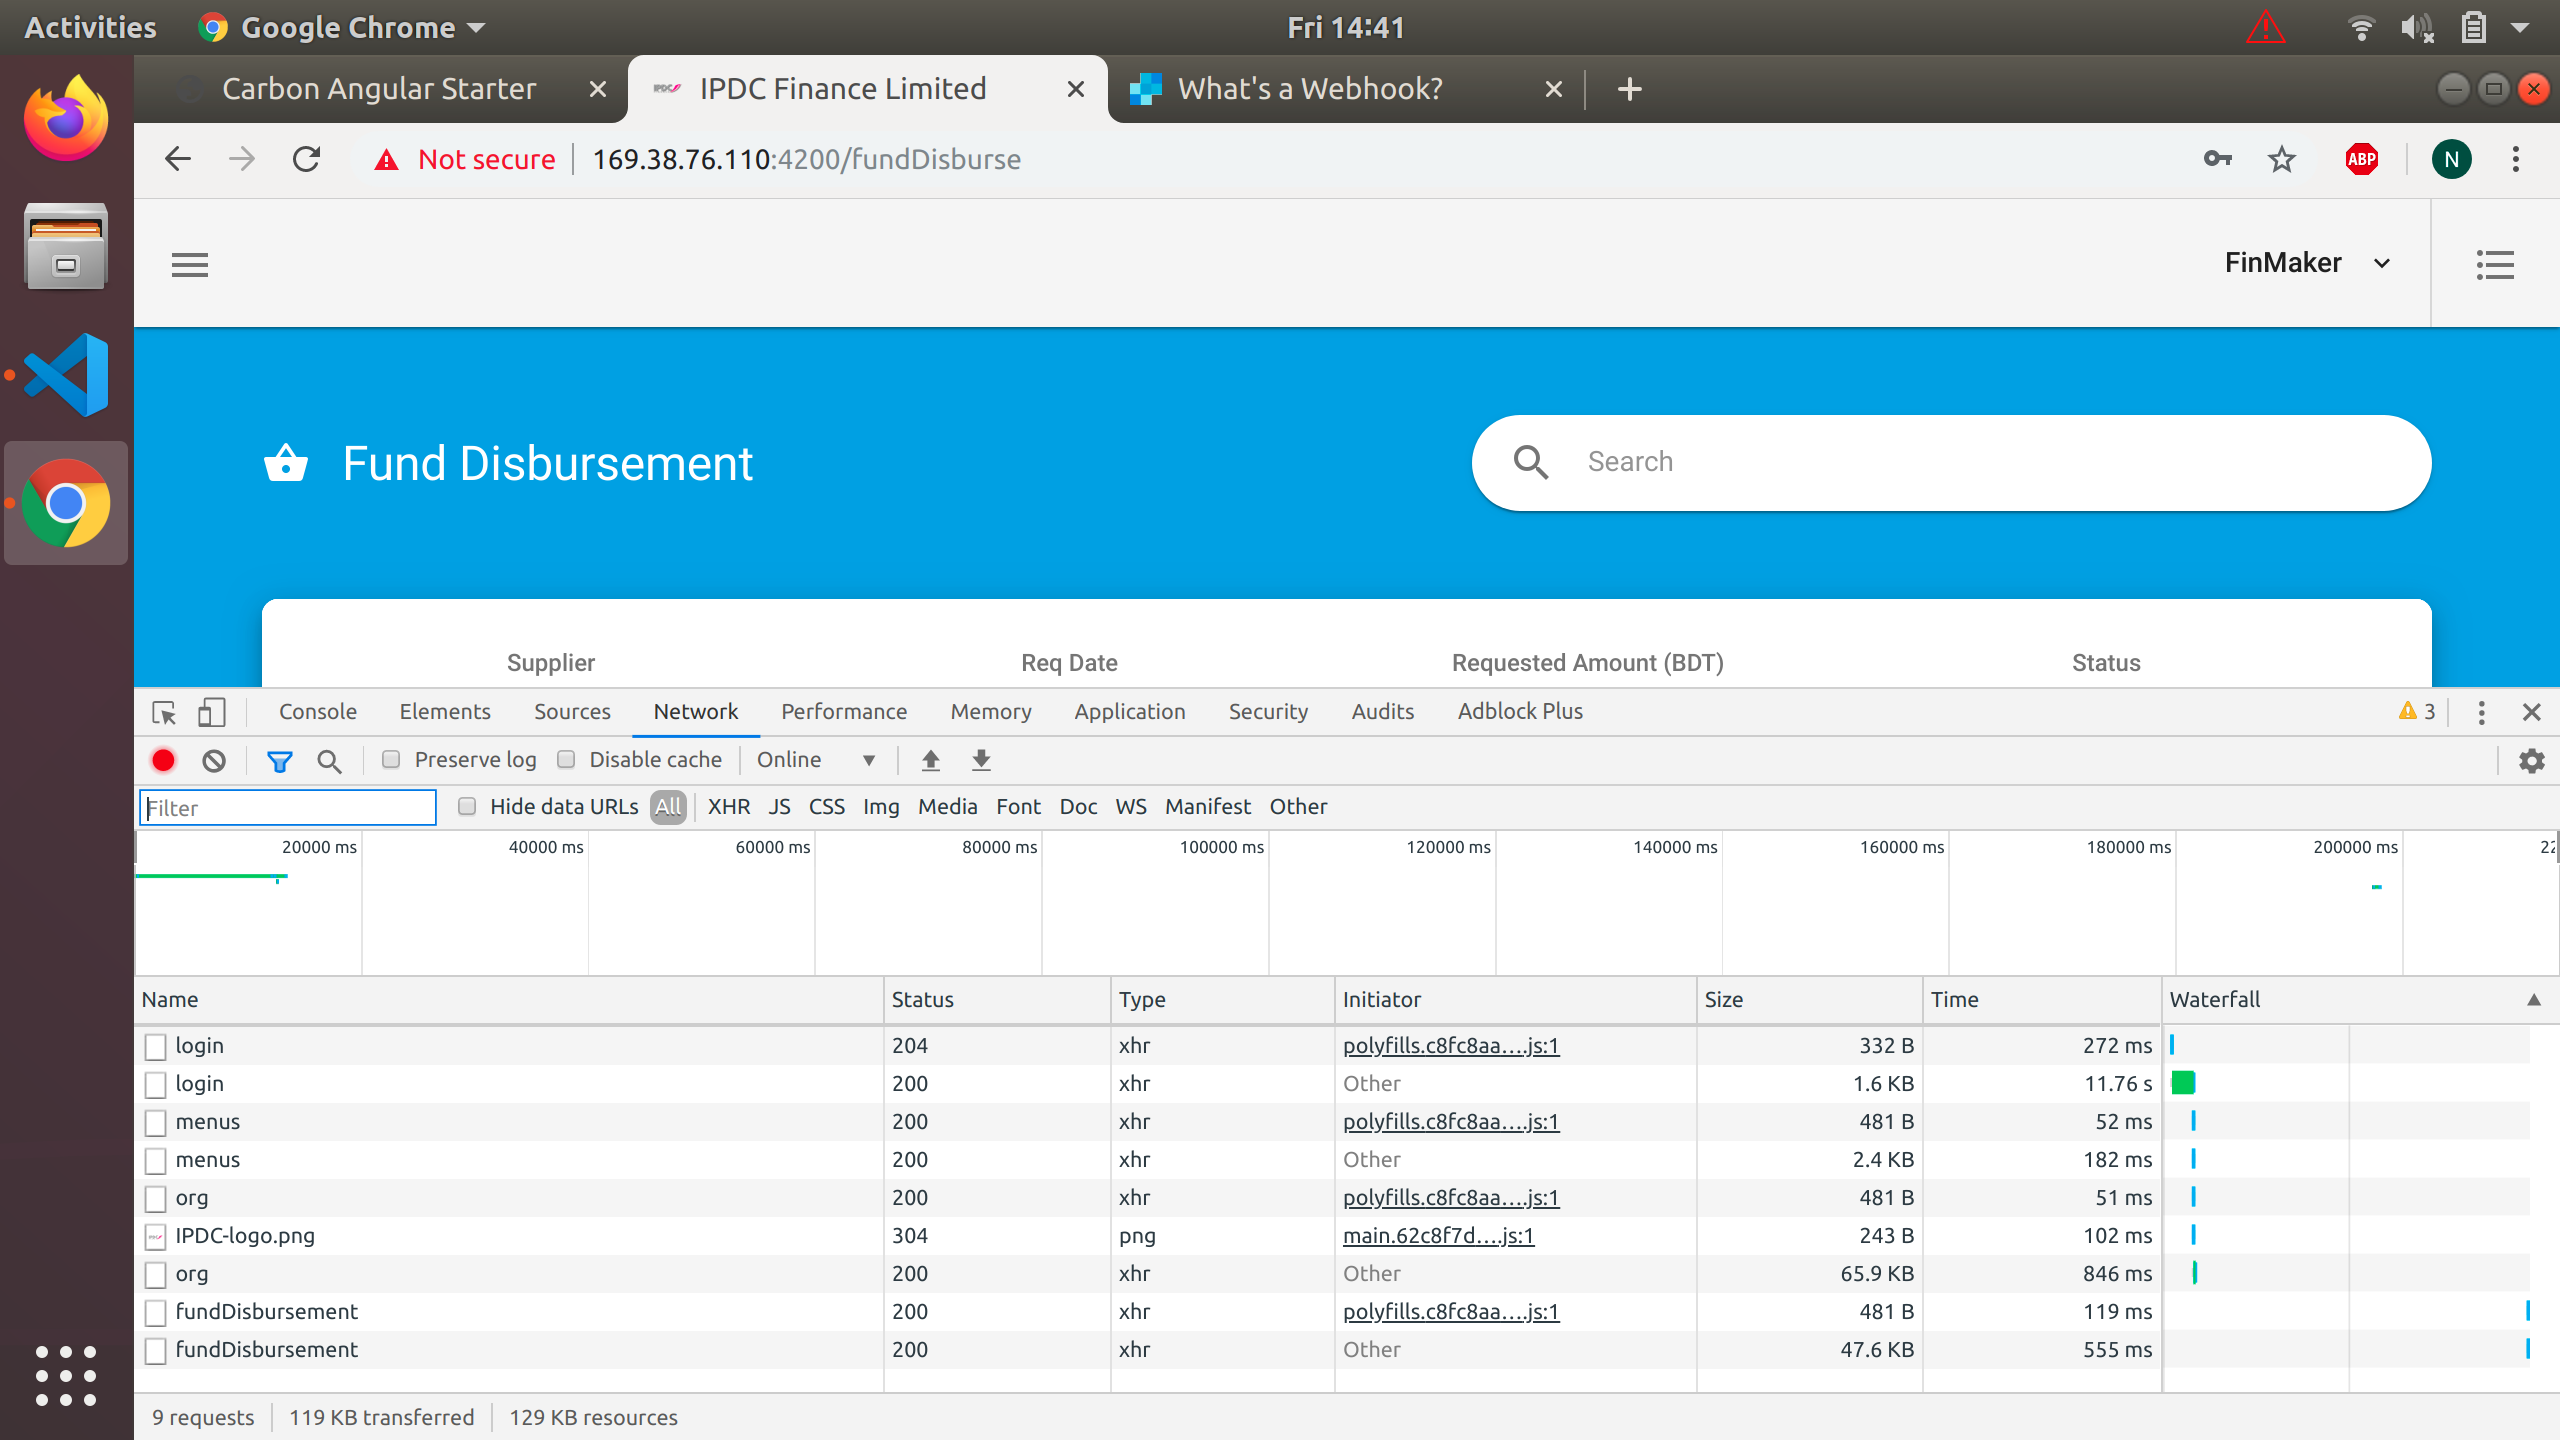 Activities
Google Chrome
Fri 14:41
Carbon Angular Starter
IPDC Finance Limited
What's a Webhook?
Not secure
169.38.76.110:4200/fundDisburse
ABP
N
FinMaker
Fund Disbursement
Search
Supplier Req Date Requested Amount (BDT) Status
Console Elements Sources Network Performance Memory Application Security Audits Adblock Plus 3
Preserve log Disable cache Online
Filter Hide data URLs All XHR JS CSS Img Media Font Doc WS Manifest Other
20000 ms 40000 ms 60000 ms 80000 ms 100000 ms 120000 ms 140000 ms 160000 ms 180000 ms 200000 ms
Name Status Type Initiator Size Time Waterfall
login 204 xhr polyfills.c8fc8aa….js:1 332 B 272 ms
login 200 xhr Other 1.6 KB 11.76 s
menus 200 xhr polyfills.c8fc8aa….js:1 481 B 52 ms
menus 200 xhr Other 2.4 KB 182 ms
org 200 xhr polyfills.c8fc8aa….js:1 481 B 51 ms
IPDC-logo.png 304 png main.62c8f7d….js:1 243 B 102 ms
org 200 xhr Other 65.9 KB 846 ms
fundDisbursement 200 xhr polyfills.c8fc8aa….js:1 481 B 119 ms
fundDisbursement 200 xhr Other 47.6 KB 555 ms
9 requests 119 KB transferred 129 KB resources